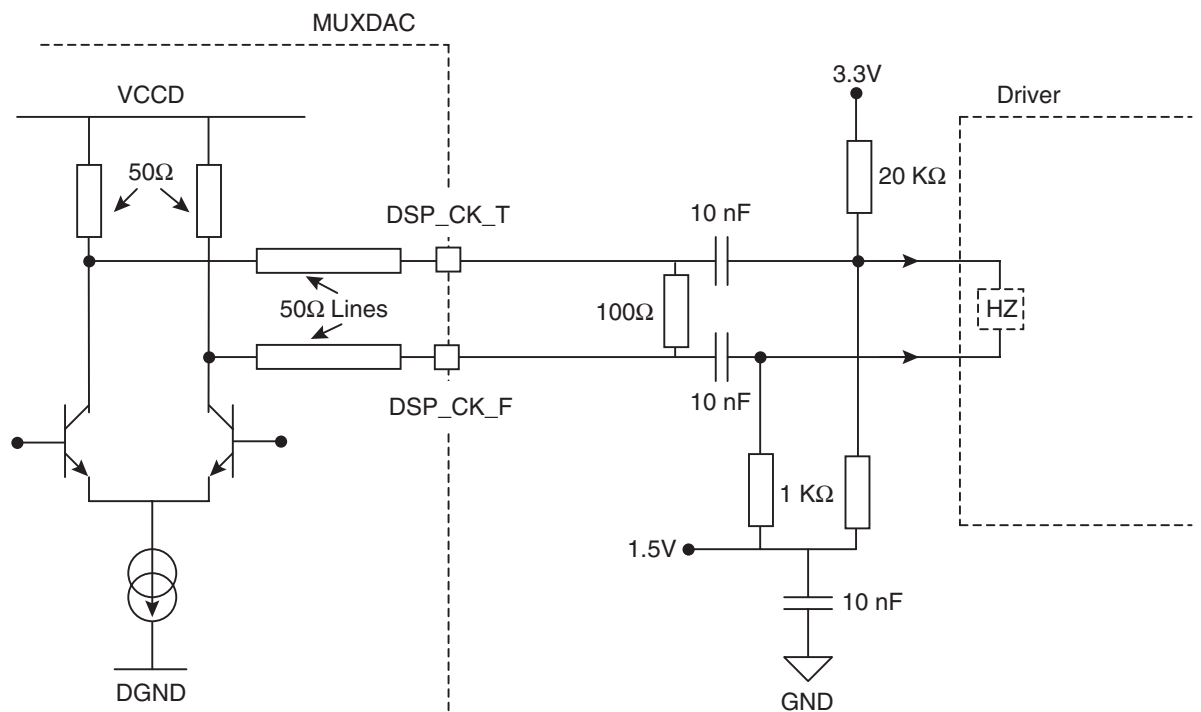 MUXDAC
3.3V
VCCD
Driver
50Ω
20 KΩ
DSP_CK_T
10 nF
50Ω Lines
100Ω
HZ
10 nF
DSP_CK_F
1 KΩ
1.5V
10 nF
DGND
GND